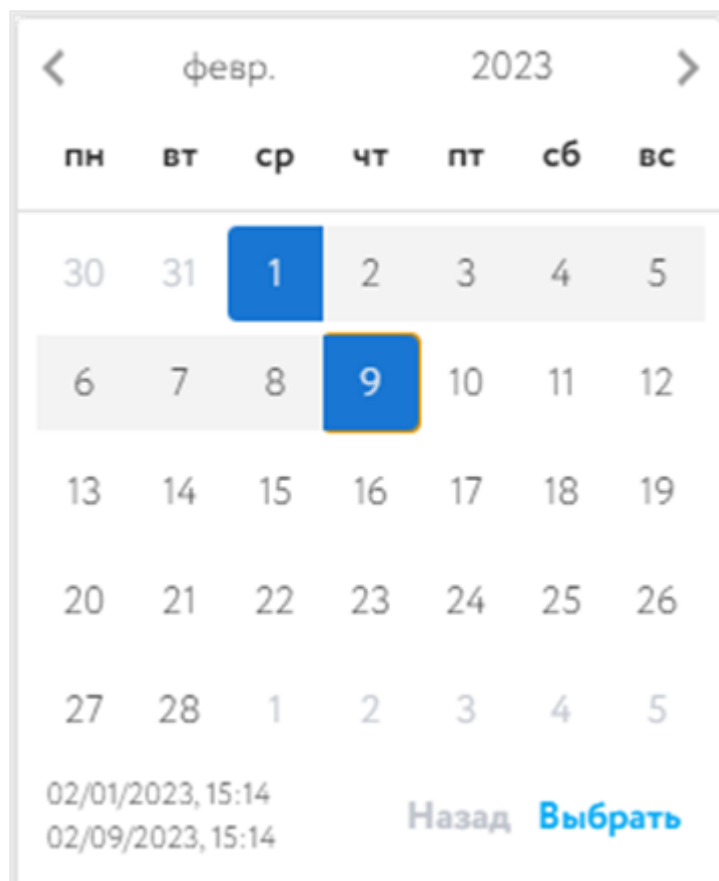 февр. 2023
пн вт ср чт пт сб вс
30 31 1 2 3 4 5
6 7 8 9 10 11 12
13 14 15 16 17 18 19
20 21 22 23 24 25 26
27 28 1 2 3 4 5
02/01/2023, 15:14
02/09/2023, 15:14
Назад Выбрать